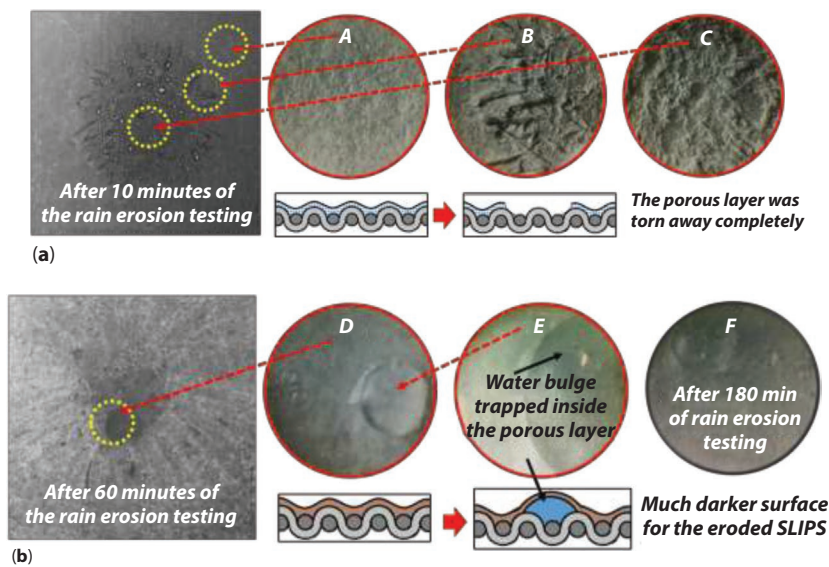 A
B
C
After 10 minutes of
the rain erosion testing
The porous layer was
torn away completely
(a)
D
E
F
Water bulge
trapped inside
the porous layer
After 180 min
of rain erosion
testing
After 60 minutes of
the rain erosion testing
Much darker surface
for the eroded SLIPS
(b)